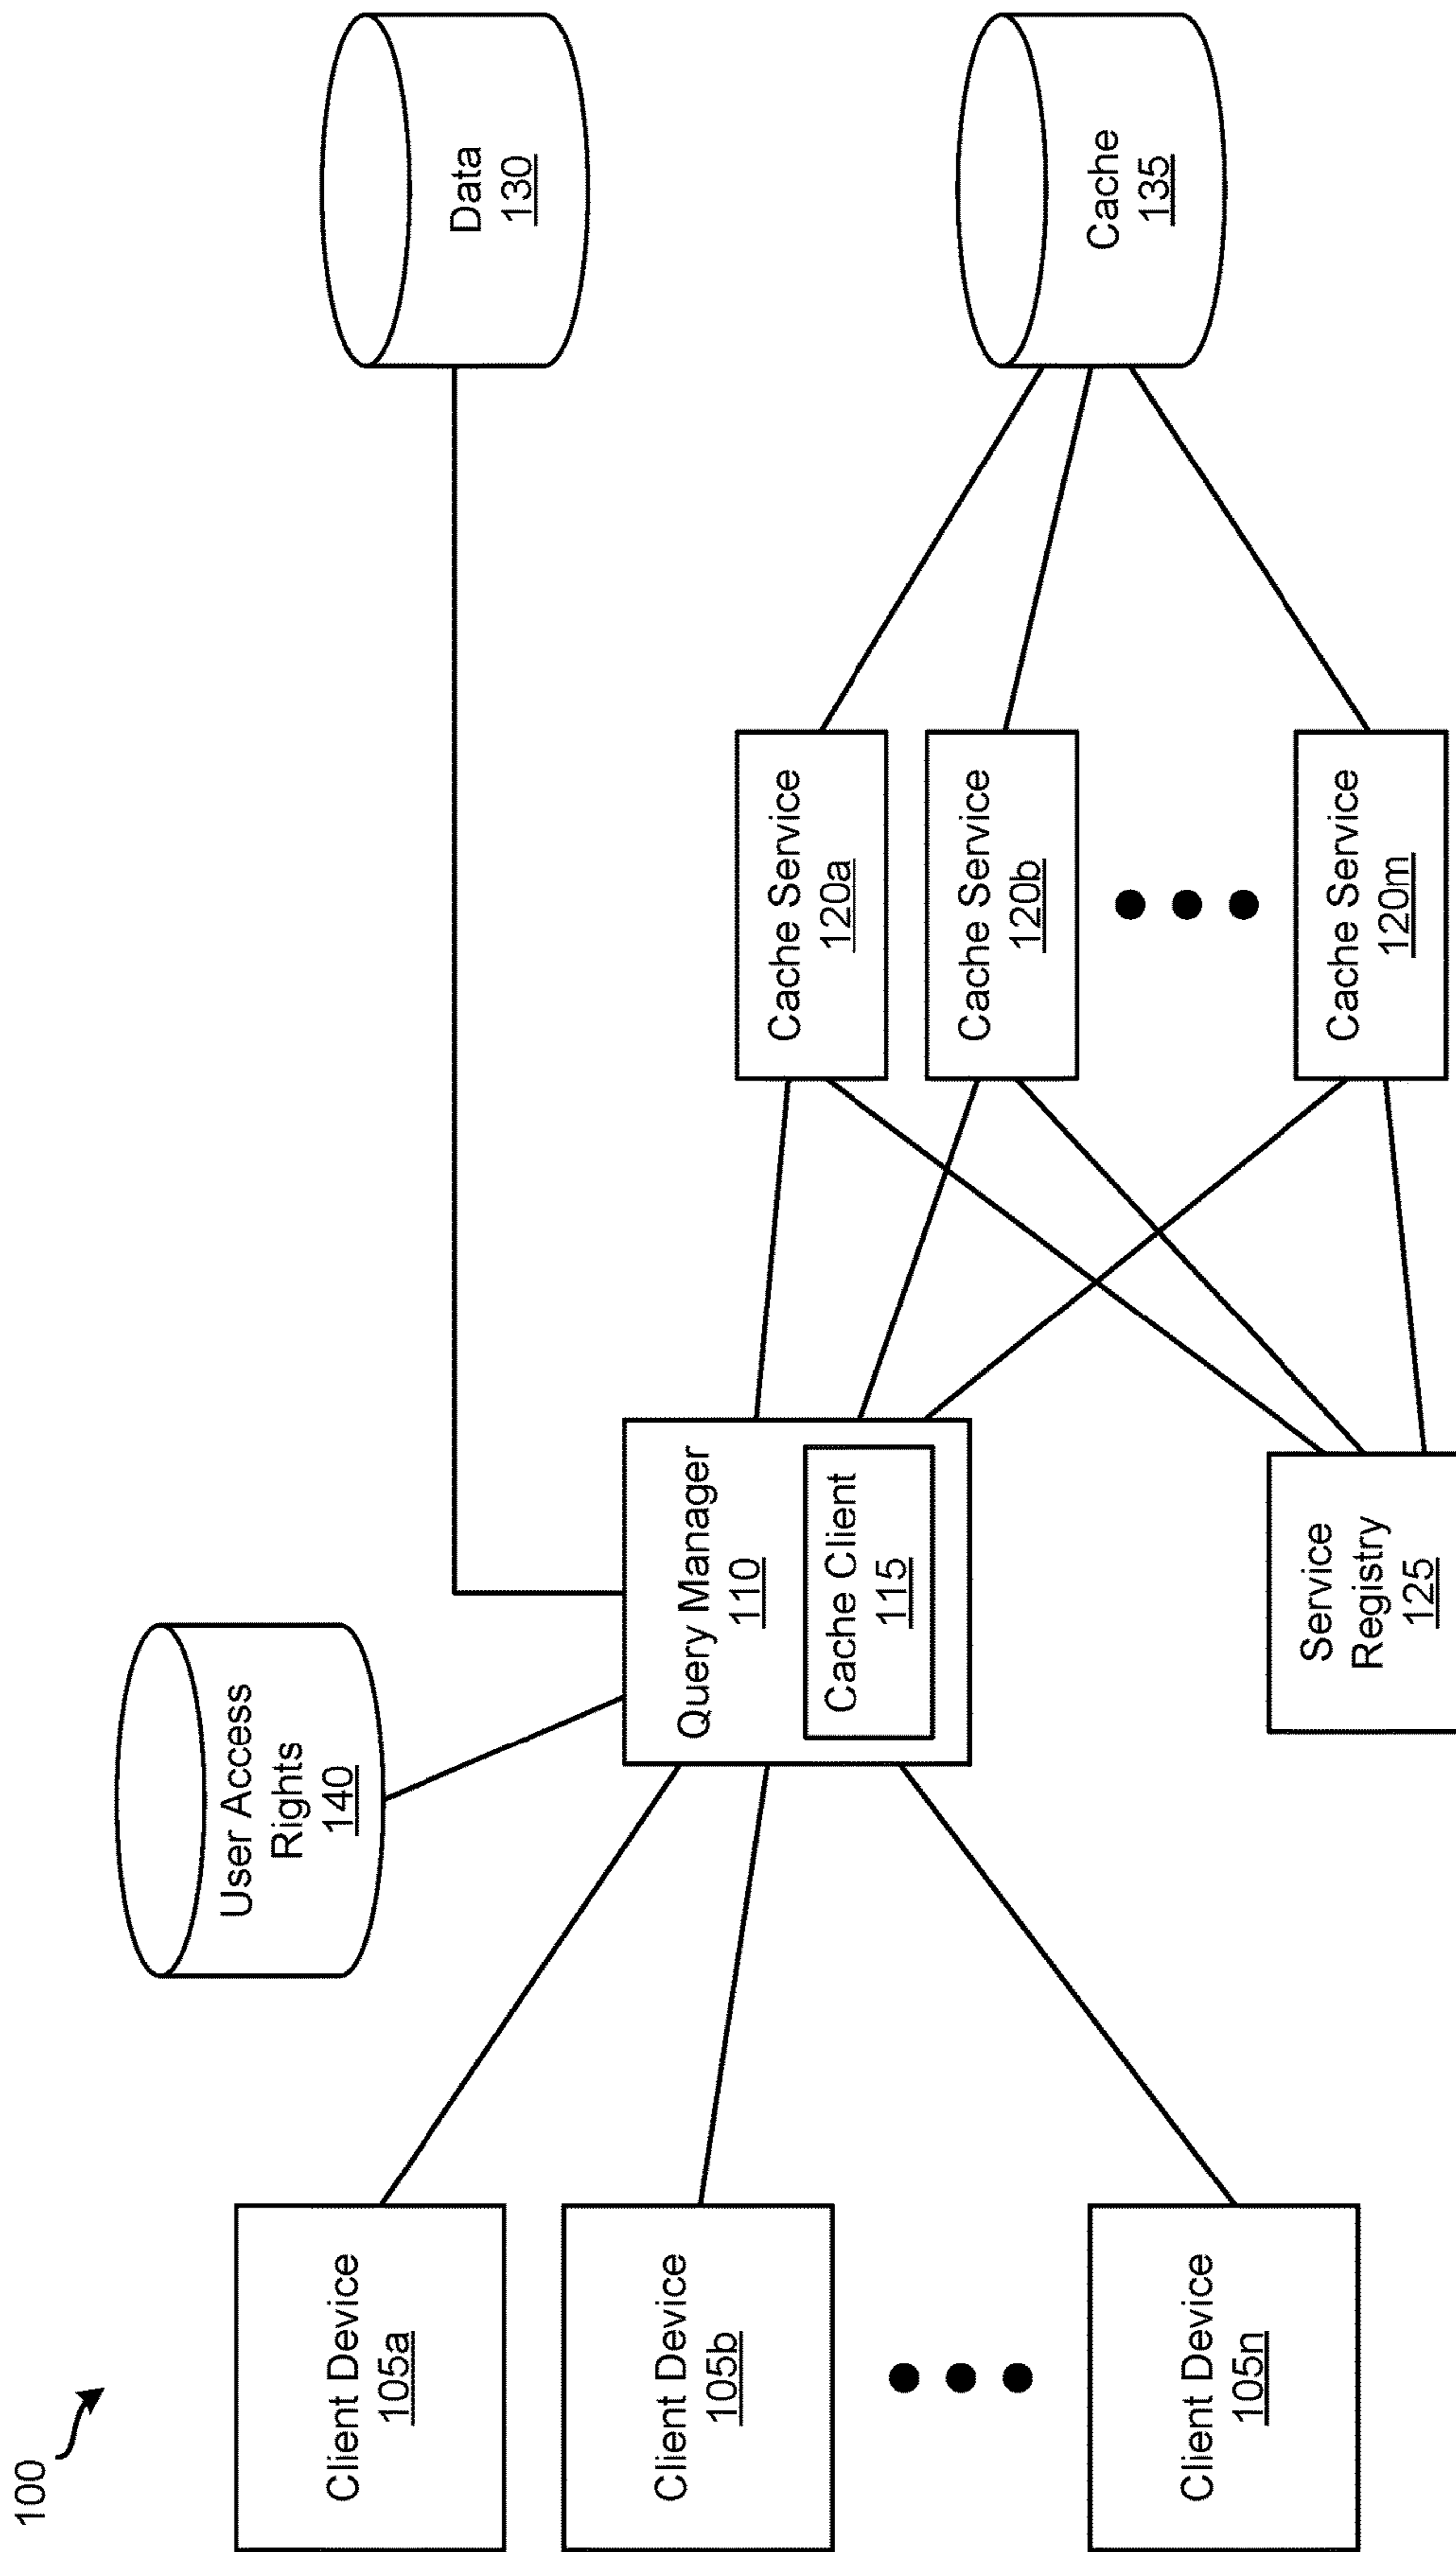 100
Client Device
105a
Client Device
105b
Client Device
105n
User Access
Rights
140
Query Manager
110
Cache Client
115
Service
Registry
125
Cache Service
120a
Cache Service
120b
Cache Service
120m
Data
130
Cache
135